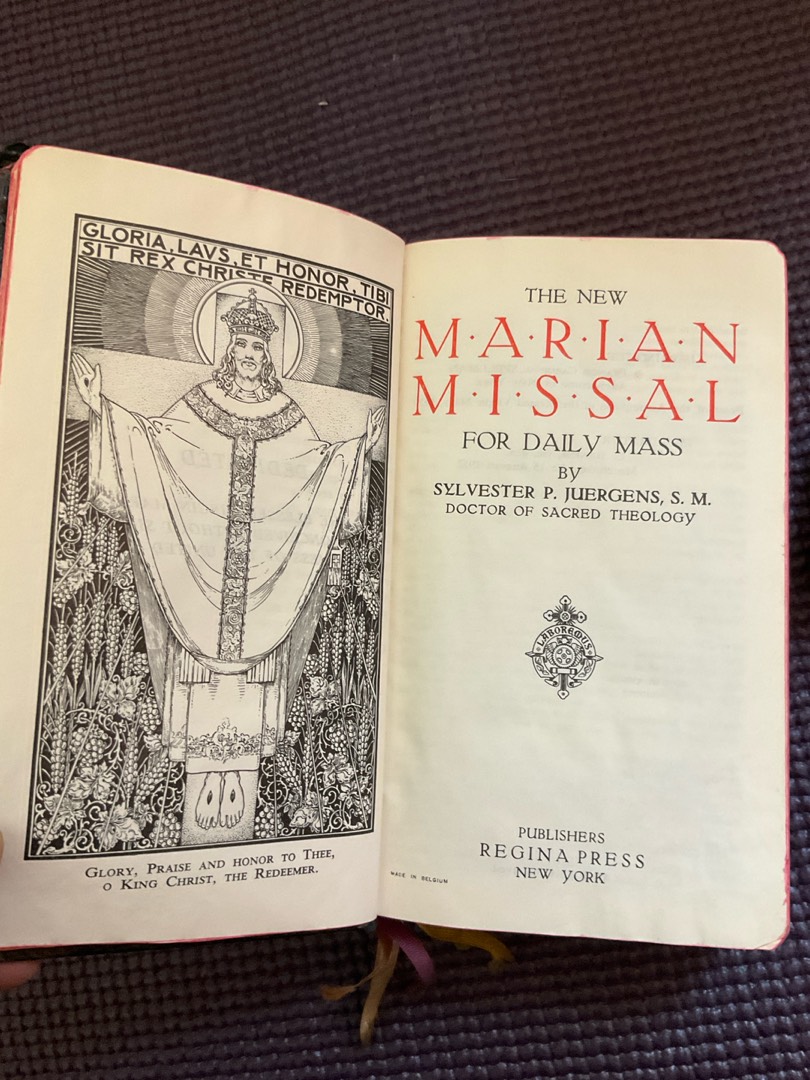 GLORIA, LAVS, ET HONOR, TIBI
SIT REX CHRISTE REDEMPTOR.
GLORY, PRAISE AND HONOR TO THEE,
O KING CHRIST, THE REDEEMER.
THE NEW
M·A·R·I·A·N
M·I·S·S·A·L
FOR DAILY MASS
BY
SYLVESTER P. JUERGENS, S. M.
DOCTOR OF SACRED THEOLOGY
LABOREMUS
PUBLISHERS
REGINA PRESS
NEW YORK
MADE IN BELGIUM